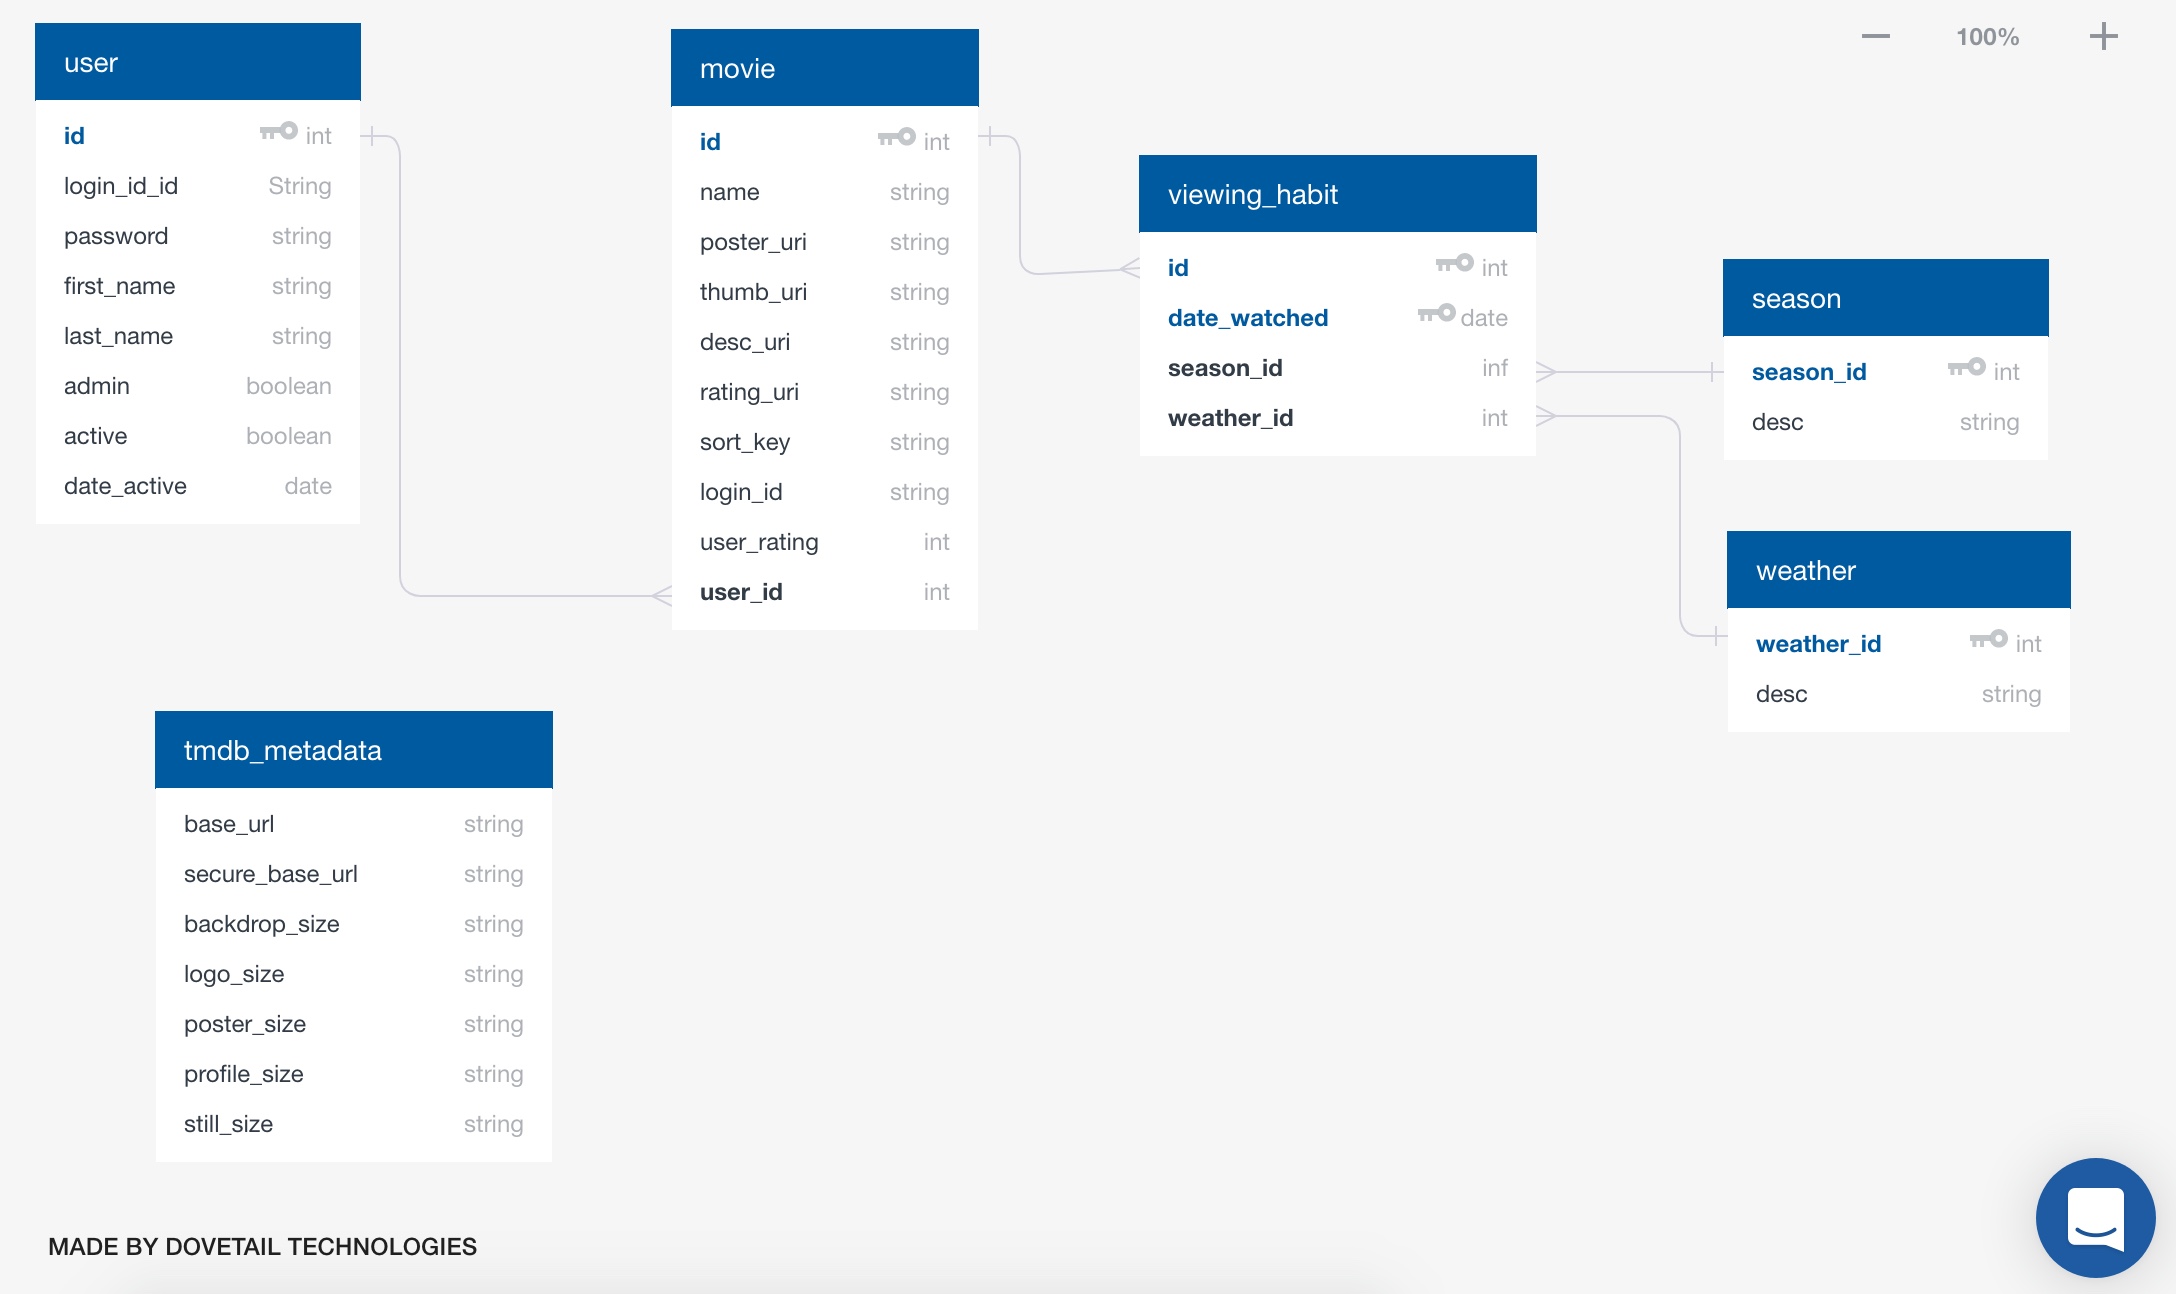 user
id int
login_id_id String
password string
first_name string
last_name string
admin boolean
active boolean
date_active date
movie
id int
name string
poster_uri string
thumb_uri string
desc_uri string
rating_uri string
sort_key string
login_id string
user_rating int
user_id int
100%
viewing_habit
id int
date_watched date
season_id inf
weather_id int
season
season_id int
desc string
weather
weather_id int
desc string
tmdb_metadata
base_url string
secure_base_url string
backdrop_size string
logo_size string
poster_size string
profile_size string
still_size string
MADE BY DOVETAIL TECHNOLOGIES